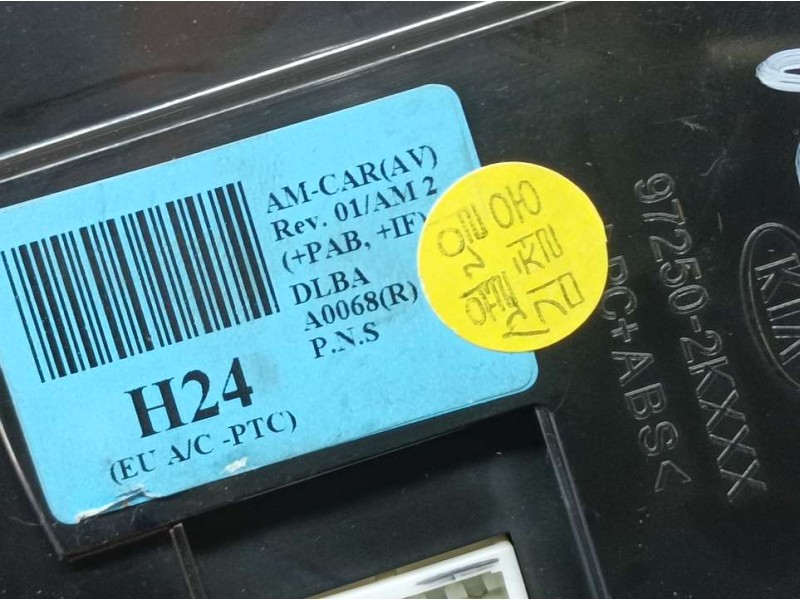 AM-CAR(AV)
Rev. 01/AM 2
(+PAB, +IF)
DLBA
A0068(R)
P.N.S
H24
(EU A/C -PTC)
97250-2KXXX
PC+ABS<
KIA